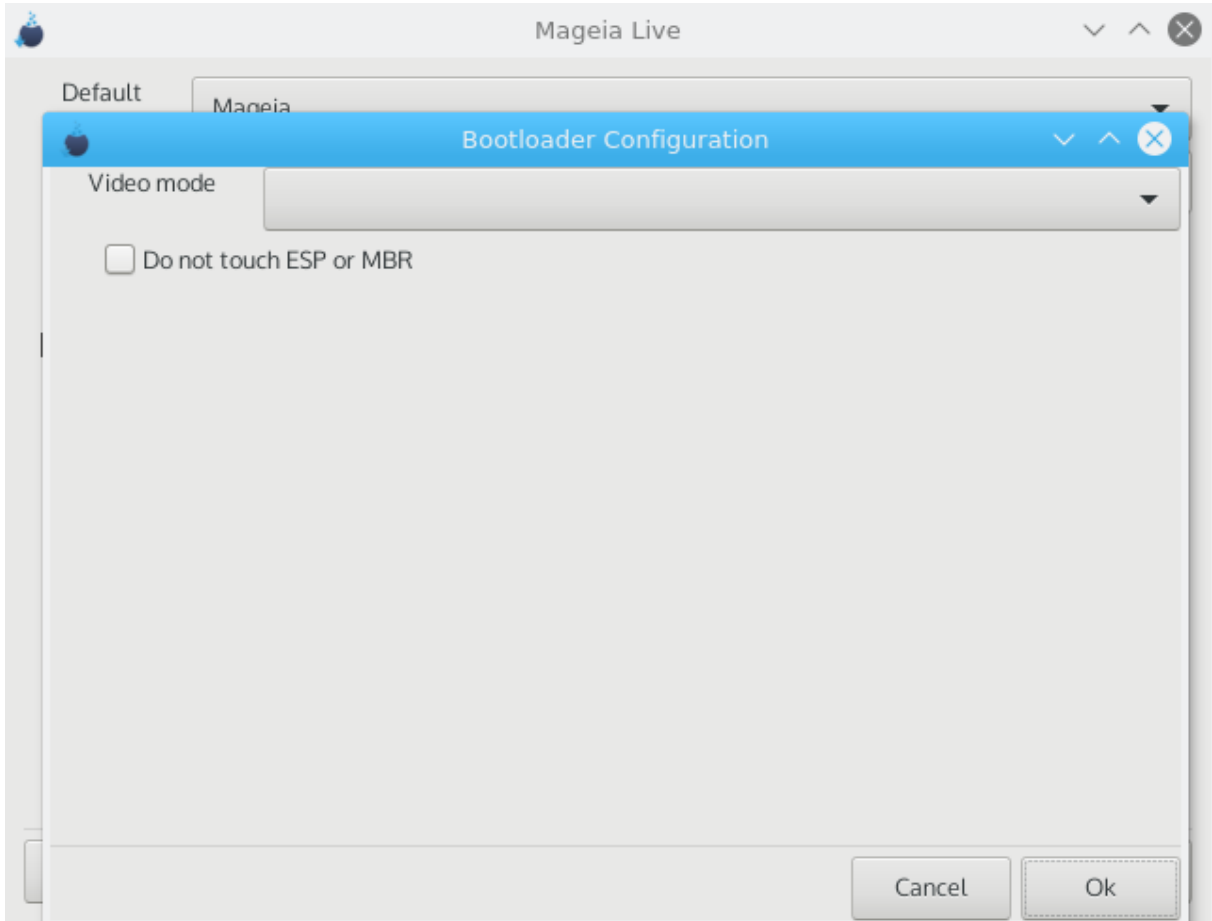 Mageia Live
Default
Mageia
Bootloader Configuration
Video mode
Do not touch ESP or MBR
Cancel
Ok